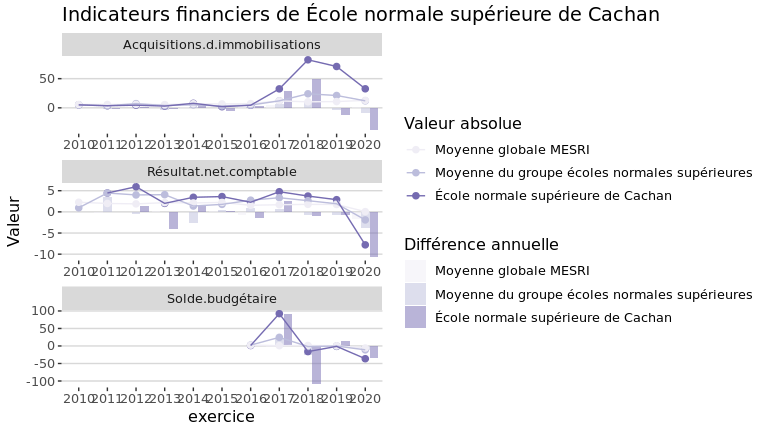 Indicateurs financiers de École normale supérieure de Cachan
Acquisitions.d.immobilisations
50
0
2010 2011 2012 2013 2014 2015 2016 2017 2018 2019 2020
Résultat.net.comptable
5
0
-5
-10
2010 2011 2012 2013 2014 2015 2016 2017 2018 2019 2020
Solde.budgétaire
100
50
0
-50
-100
2010 2011 2012 2013 2014 2015 2016 2017 2018 2019 2020
exercice
Valeur
Valeur absolue
Moyenne globale MESRI
Moyenne du groupe écoles normales supérieures
École normale supérieure de Cachan
Différence annuelle
Moyenne globale MESRI
Moyenne du groupe écoles normales supérieures
École normale supérieure de Cachan